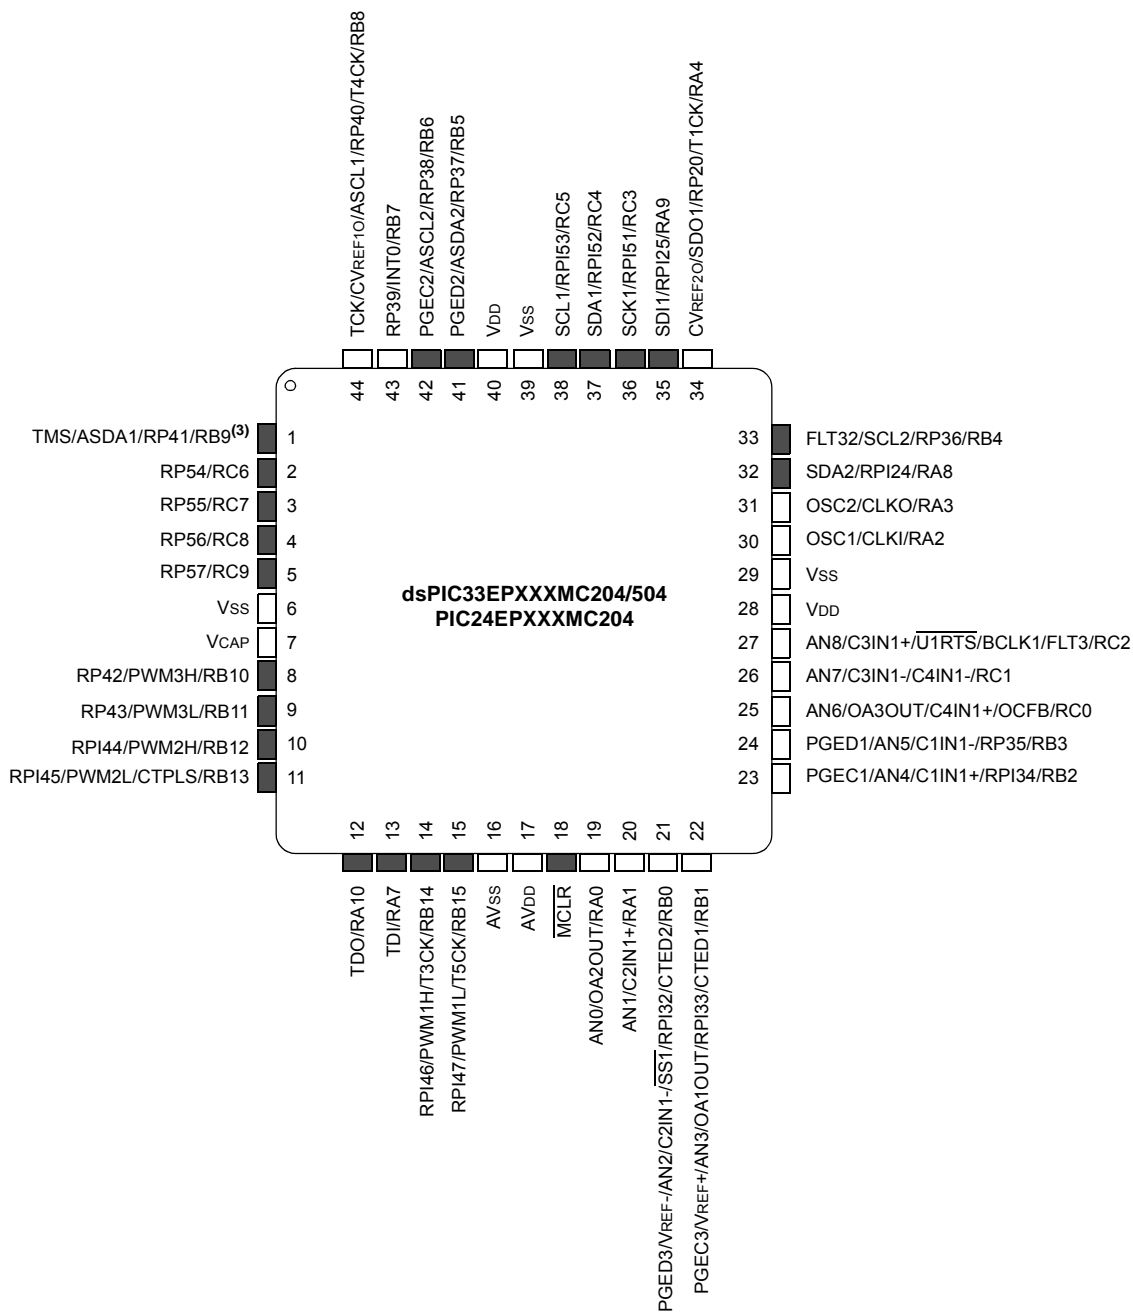 TCK/CVREF1O/ASCL1/RP40/T4CK/RB8
RP39/INT0/RB7
PGEC2/ASCL2/RP38/RB6
PGED2/ASDA2/RP37/RB5
VDD
VSS
SCL1/RPI53/RC5
SDA1/RPI52/RC4
SCK1/RPI51/RC3
SDI1/RPI25/RA9
CVREF2O/SDO1/RP20/T1CK/RA4
44
43
42
41
40
39
38
37
36
35
34
TMS/ASDA1/RP41/RB9(3) 1
RP54/RC6 2
RP55/RC7 3
RP56/RC8 4
RP57/RC9 5
VSS 6
VCAP 7
RP42/PWM3H/RB10 8
RP43/PWM3L/RB11 9
RPI44/PWM2H/RB12 10
RPI45/PWM2L/CTPLS/RB13 11
dsPIC33EPXXXMC204/504
PIC24EPXXXMC204
33 FLT32/SCL2/RP36/RB4
32 SDA2/RPI24/RA8
31 OSC2/CLKO/RA3
30 OSC1/CLKI/RA2
29 VSS
28 VDD
27 AN8/C3IN1+/U1RTS/BCLK1/FLT3/RC2
26 AN7/C3IN1-/C4IN1-/RC1
25 AN6/OA3OUT/C4IN1+/OCFB/RC0
24 PGED1/AN5/C1IN1-/RP35/RB3
23 PGEC1/AN4/C1IN1+/RPI34/RB2
12
13
14
15
16
17
18
19
20
21
22
TDO/RA10
TDI/RA7
RPI46/PWM1H/T3CK/RB14
RPI47/PWM1L/T5CK/RB15
AVSS
AVDD
MCLR
AN0/OA2OUT/RA0
AN1/C2IN1+/RA1
PGED3/VREF-/AN2/C2IN1-/SS1/RPI32/CTED2/RB0
PGEC3/VREF+/AN3/OA1OUT/RPI33/CTED1/RB1